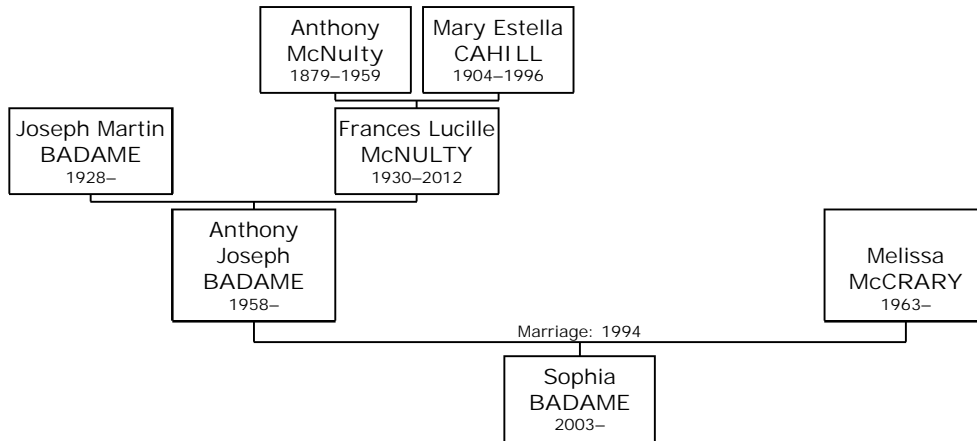 Anthony
McNulty
1879–1959
Mary Estella
CAHILL
1904–1996
Joseph Martin
BADAME
1928–
Frances Lucille
McNULTY
1930–2012
Anthony
Joseph
BADAME
1958–
Melissa
McCRARY
1963–
Marriage: 1994
Sophia
BADAME
2003–